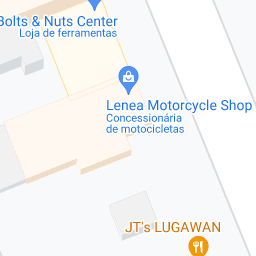 Bolts & Nuts Center
Loja de ferramentas
Lenea Motorcycle Shop
Concessionária
de motocicletas
JT's LUGAWAN